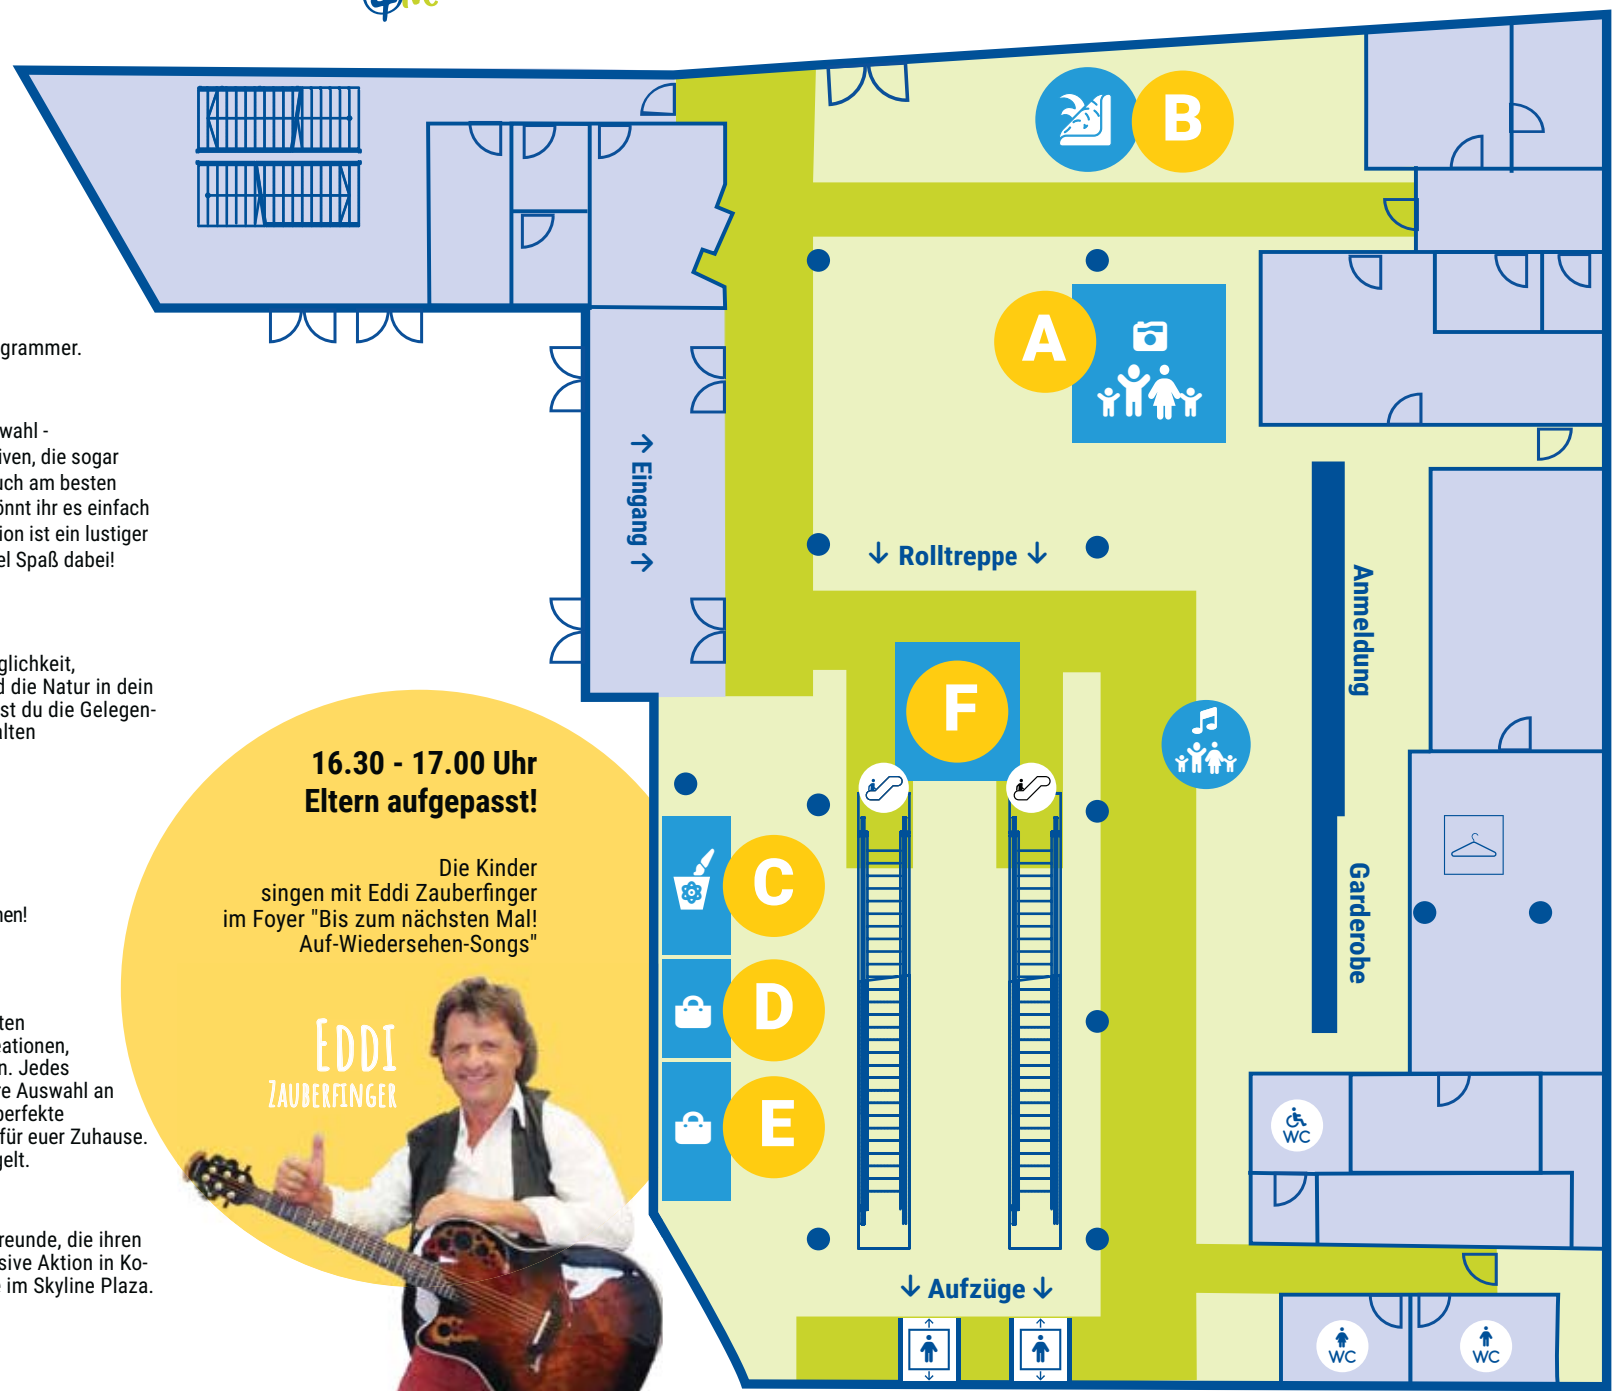 grammer.
wahl -
iven, die sogar
uch am besten
önnt ihr es einfach
ion ist ein lustiger
el Spaß dabei!
glichkeit,
d die Natur in dein
st du die Gelegen-
alten
nen!
ten
eationen,
n. Jedes
re Auswahl an
perfekte
für euer Zuhause.
gelt.
reunde, die ihren
sive Aktion in Ko-
e im Skyline Plaza.
16.30 - 17.00 Uhr
Eltern aufgepasst!
Die Kinder
singen mit Eddi Zauberfinger
im Foyer "Bis zum nächsten Mal!
Auf-Wiedersehen-Songs"
EDDI
ZAUBERFINGER
B
A
→ Eingang →
↓ Rolltreppe ↓
Anmeldung
F
C
Garderobe
D
E
WC
↓ Aufzüge ↓
WC
WC